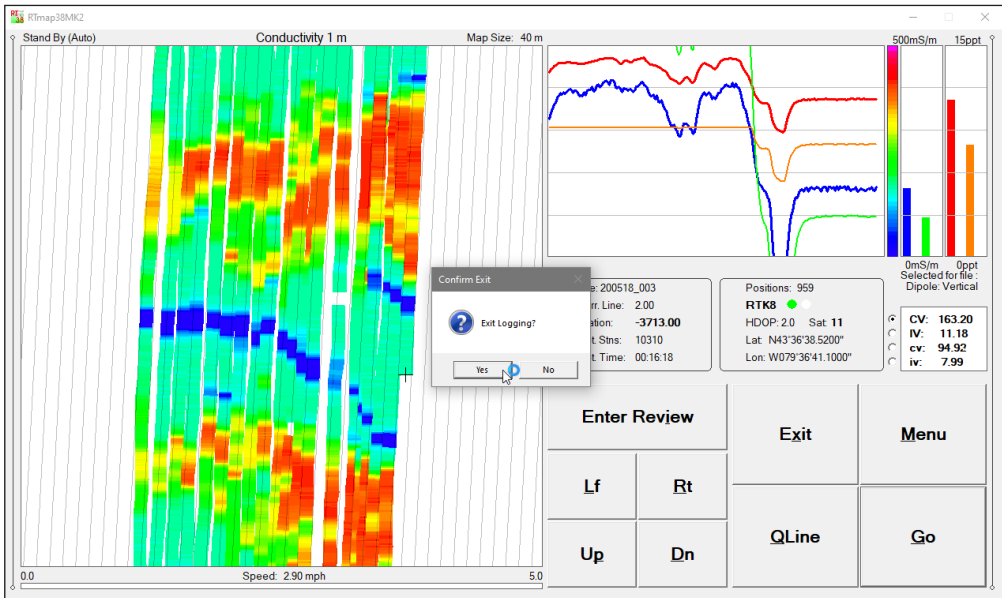 RT
38
RTmap38MK2
Stand By (Auto)
Conductivity 1 m
Map Size: 40 m
500mS/m
15ppt
0mS/m
0ppt
Selected for file :
Dipole: Vertical
Confirm Exit
Exit Logging?
Yes
No
e: 200518_003
rr. Line: 2.00
ation: -3713.00
t. Stns: 10310
t. Time: 00:16:18
Positions: 959
RTK8
HDOP: 2.0 Sat: 11
Lat: N43°36'38.5200"
Lon: W079°36'41.1000"
CV: 163.20
IV: 11.18
cv: 94.92
iv: 7.99
Enter Review
Exit
Menu
Lf
Rt
QLine
Go
Up
Dn
0.0
Speed: 2.90 mph
5.0